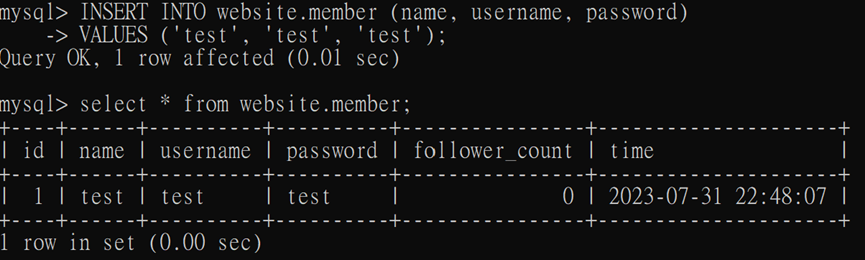 mysql> INSERT INTO website.member (name, username, password)
    -> VALUES ('test', 'test', 'test');
Query OK, 1 row affected (0.01 sec)

mysql> select * from website.member;
+----+------+----------+----------+----------------+---------------------+
| id | name | username | password | follower_count | time                |
+----+------+----------+----------+----------------+---------------------+
|  1 | test | test     | test     |              0 | 2023-07-31 22:48:07 |
+----+------+----------+----------+----------------+---------------------+
1 row in set (0.00 sec)